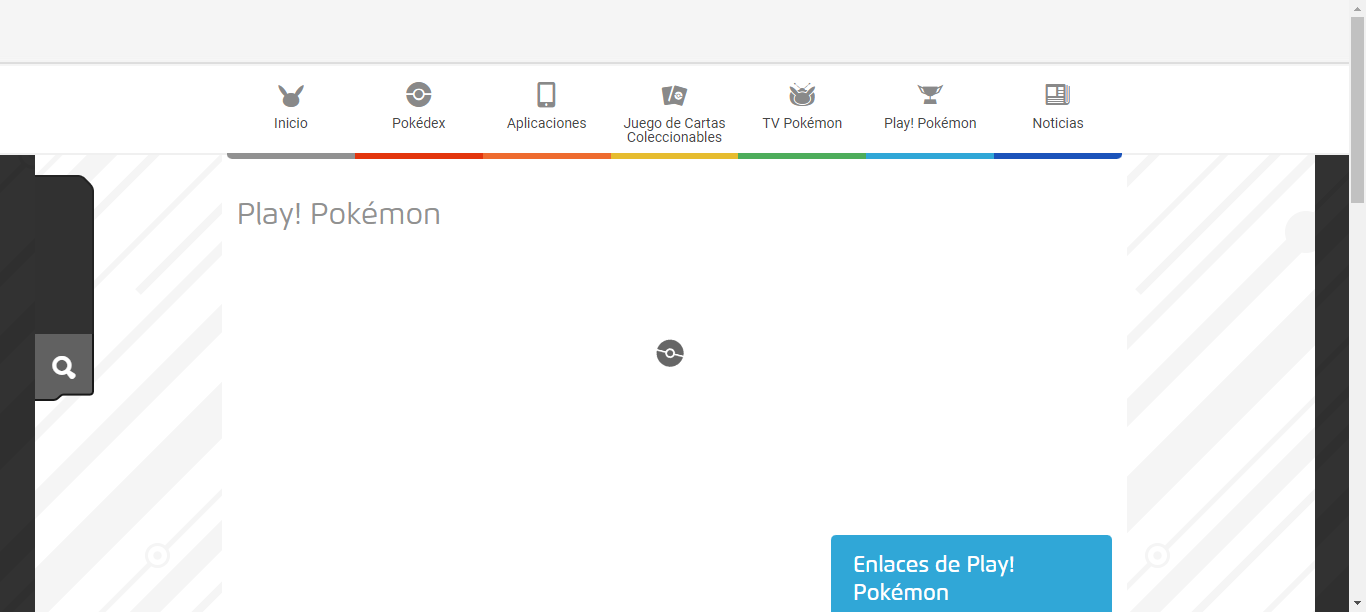 Inicio
Pokédex
Aplicaciones
Juego de Cartas
Coleccionables
TV Pokémon
Play! Pokémon
Noticias
Play! Pokémon
Enlaces de Play!
Pokémon